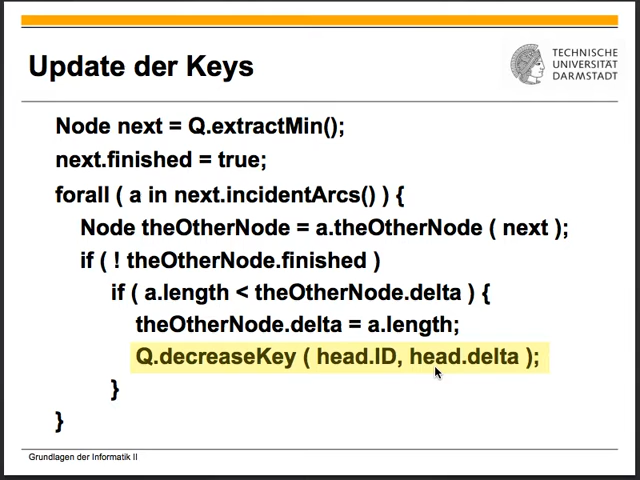 Update der Keys
TECHNISCHE
UNIVERSITÄT
DARMSTADT
Node next = Q.extractMin();
next.finished = true;
forall ( a in next.incidentArcs() ) {
Node theOtherNode = a.theOtherNode ( next );
if ( ! theOtherNode.finished )
if ( a.length < theOtherNode.delta ) {
theOtherNode.delta = a.length;
Q.decreaseKey ( head.ID, head.delta );
}
}
Grundlagen der Informatik II